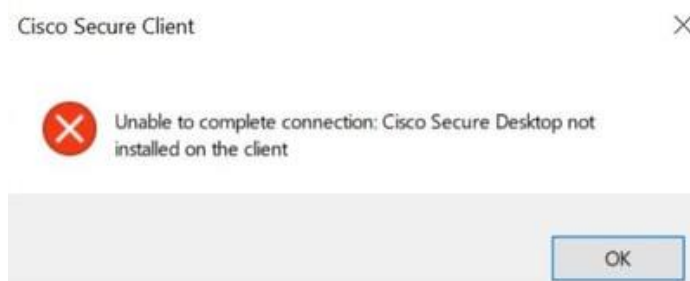 Cisco Secure Client
Unable to complete connection: Cisco Secure Desktop not
installed on the client
OK